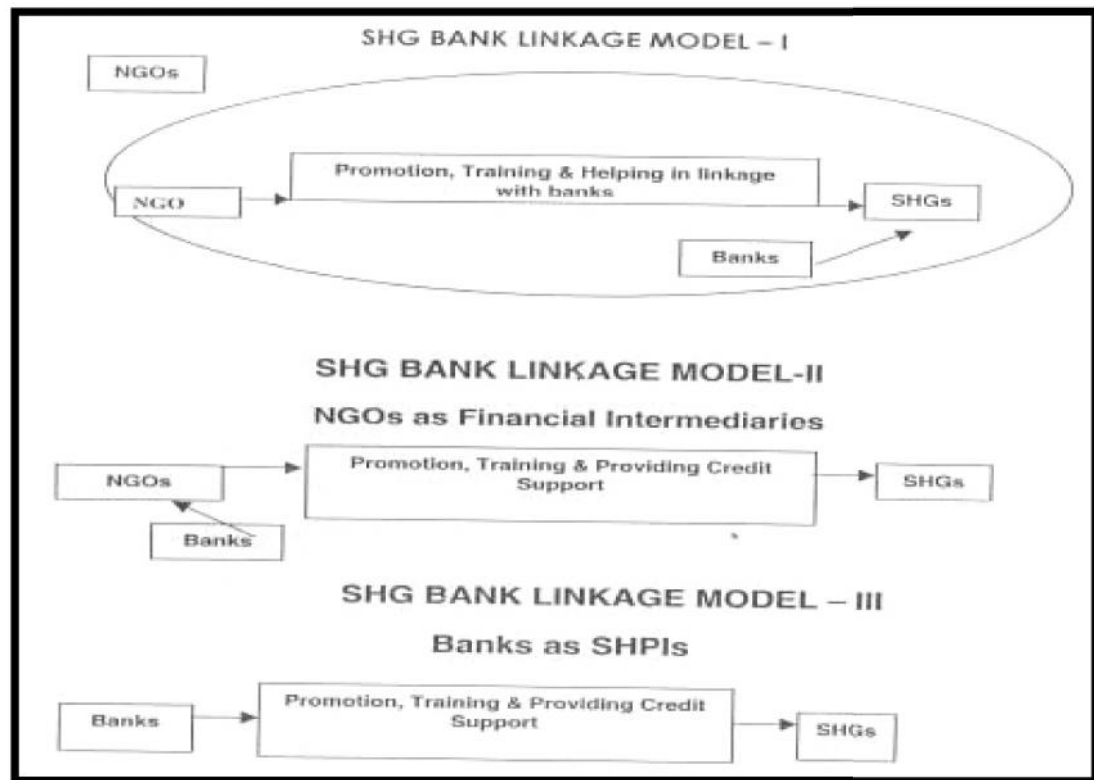 SHG BANK LINKAGE MODEL – I
NGOs
Promotion, Training & Helping in linkage
with banks
NGO
SHGs
Banks
SHG BANK LINKAGE MODEL-II
NGOs as Financial Intermediaries
Promotion, Training & Providing Credit
Support
NGOs
SHGs
Banks
SHG BANK LINKAGE MODEL – III
Banks as SHPIs
Promotion, Training & Providing Credit
Support
Banks
SHGs